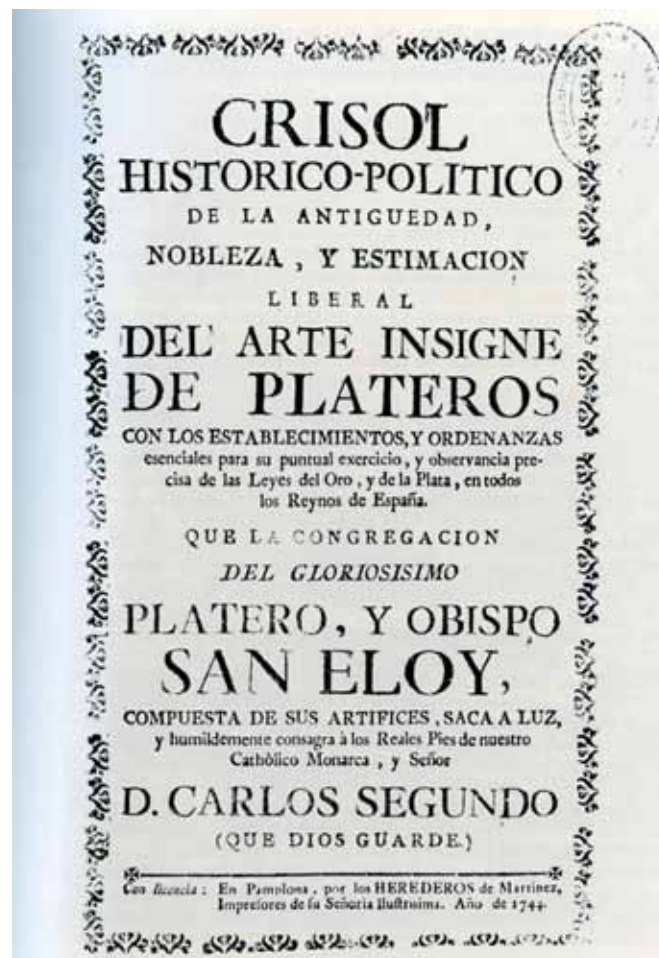 CRISOL
HISTORICO-POLITICO
DE LA ANTIGUEDAD,
NOBLEZA, Y ESTIMACION
LIBERAL
DEL ARTE INSIGNE
DE PLATEROS
CON LOS ESTABLECIMIENTOS, Y ORDENANZAS
esenciales para su puntual exercicio, y observancia pre-
cisa de las Leyes del Oro, y de la Plata, en todos
los Reynos de España.
QUE LA CONGREGACION
DEL GLORIOSISIMO
PLATERO, Y OBISPO
SAN ELOY,
COMPUESTA DE SUS ARTIFICES, SACA A LUZ,
y humildemente consagra à los Reales Pies de nuestro
Cathòlico Monarca, y Señor
D. CARLOS SEGUNDO
(QUE DIOS GUARDE.)
Con licencia: En Pamplona, por los HEREDEROS de Martinez,
Impresores de su Señoria Ilustrisima. Año de 1744.